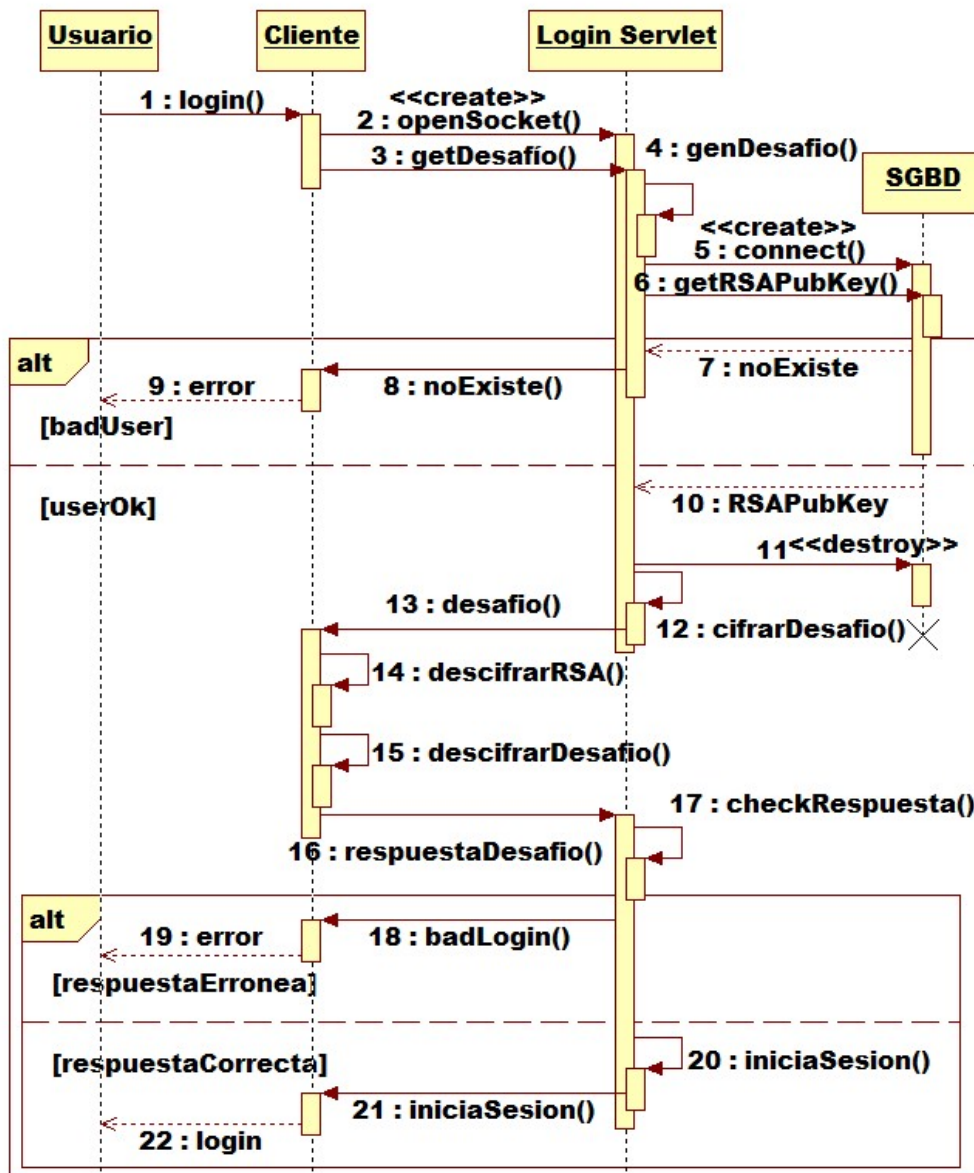 Usuario
Cliente
Login Servlet
1 : login()
<<create>>
2 : openSocket()
3 : getDesafío()
4 : genDesafio()
SGBD
<<create>>
5 : connect()
6 : getRSAPubKey()
alt
7 : noExiste
8 : noExiste()
9 : error
[badUser]
[userOk]
10 : RSAPubKey
11 <<destroy>>
12 : cifrarDesafio()
13 : desafio()
14 : descifrarRSA()
15 : descifrarDesafio()
16 : respuestaDesafio()
17 : checkRespuesta()
alt
18 : badLogin()
19 : error
[respuestaErronea]
[respuestaCorrecta]
20 : iniciaSesion()
21 : iniciaSesion()
22 : login